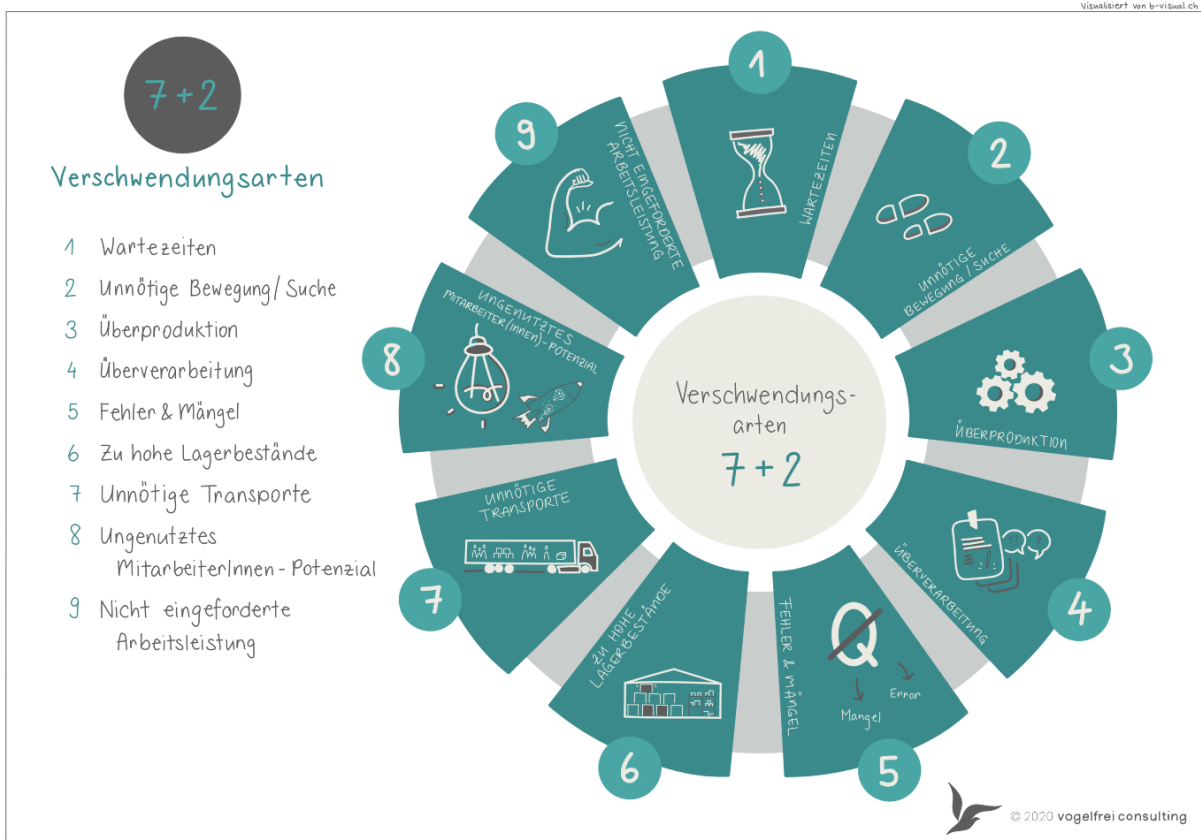 Visualisiert von b-visual.ch
7 + 2
Verschwendungsarten
1 Wartezeiten
2 Unnötige Bewegung / Suche
3 Überproduktion
4 Überverarbeitung
5 Fehler & Mängel
6 Zu hohe Lagerbestände
7 Unnötige Transporte
8 Ungenutztes
MitarbeiterInnen - Potenzial
9 Nicht eingeforderte
Arbeitsleistung
Verschwendungs-
arten
7 + 2
1
WARTEZEITEN
2
UNNÖTIGE
BEWEGUNG / SUCHE
3
ÜBERPRODUKTION
4
ÜBERVERARBEITUNG
5
FEHLER & MÄNGEL
Q
Mangel
Error
6
ZU HOHE
LAGERBESTÄNDE
7
UNNÖTIGE
TRANSPORTE
8
UNGENUTZTES
MITARBEITER(INNEN) - POTENZIAL
9
NICHT EINGEFORDERTE
ARBEITSLEISTUNG
© 2020 vogelfrei consulting